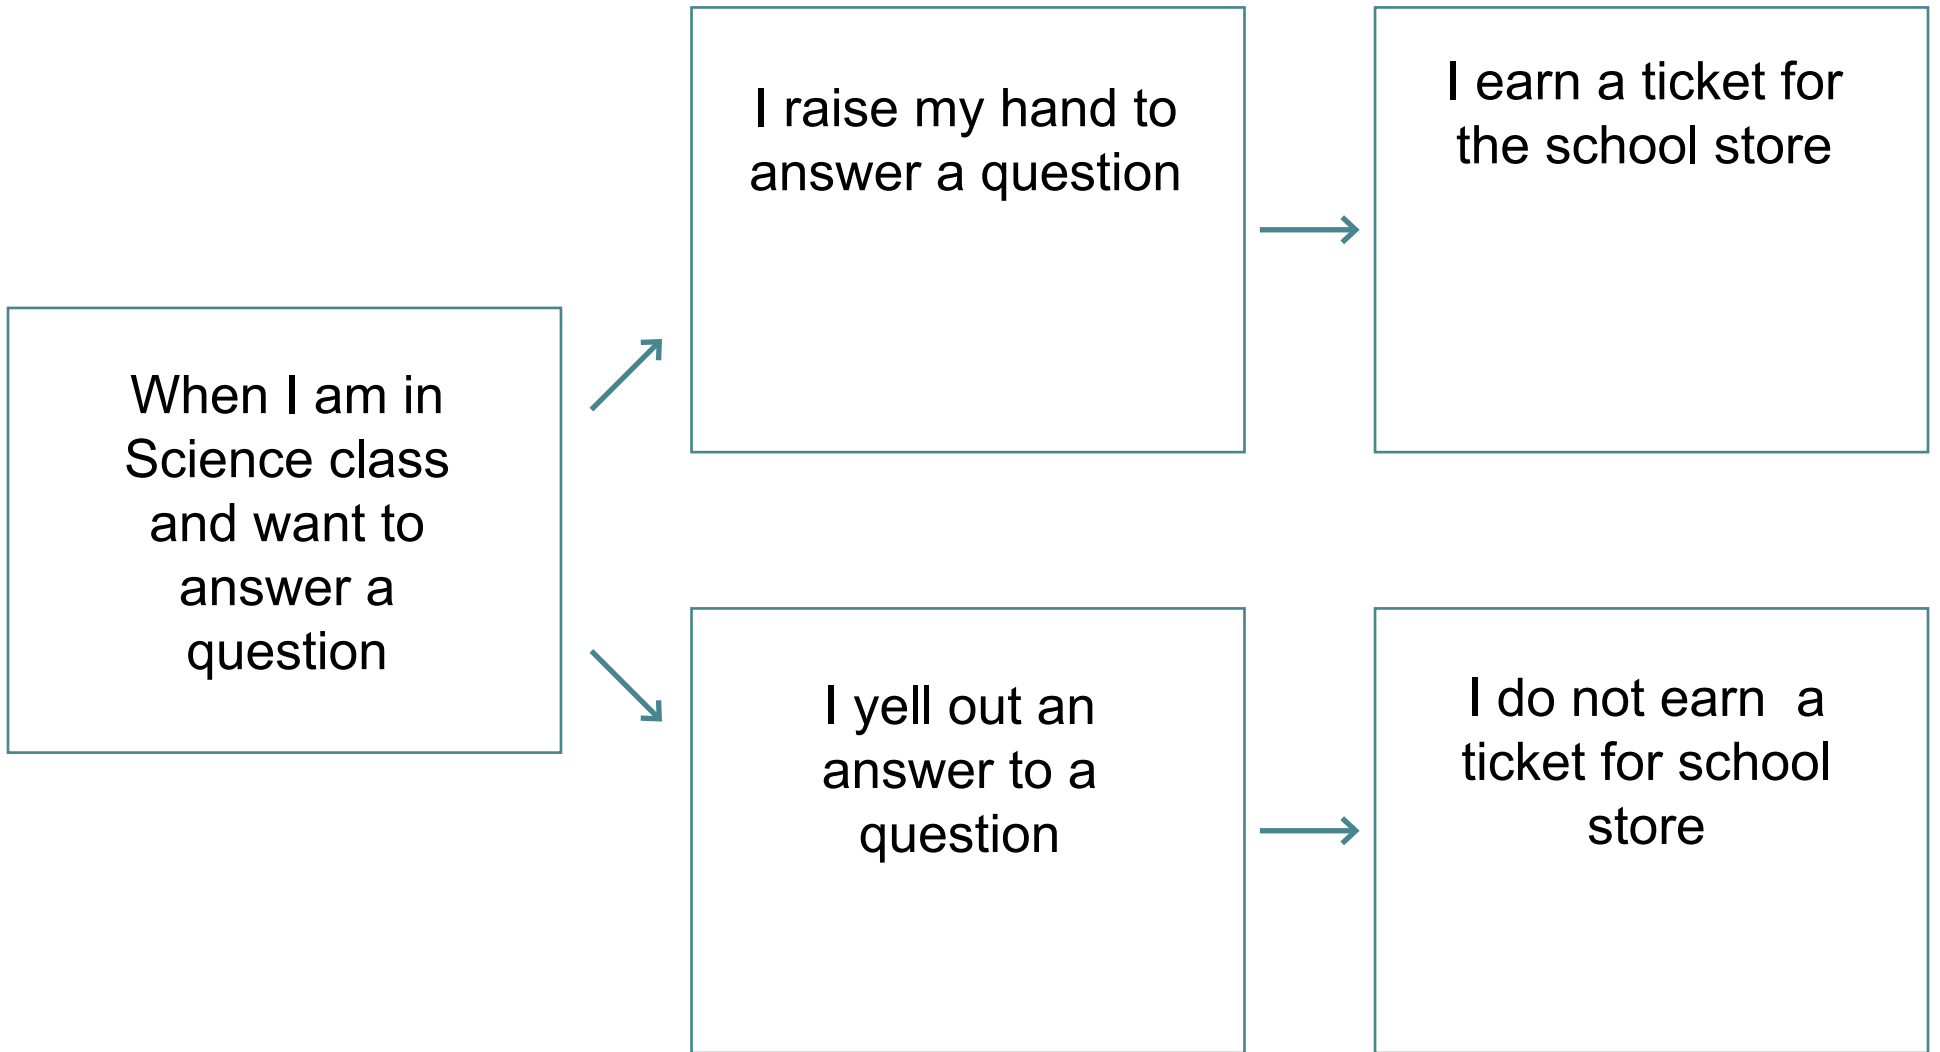 When I am in
Science class
and want to
answer a
question
I raise my hand to
answer a question
I earn a ticket for
the school store
I yell out an
answer to a
question
I do not earn  a
ticket for school
store